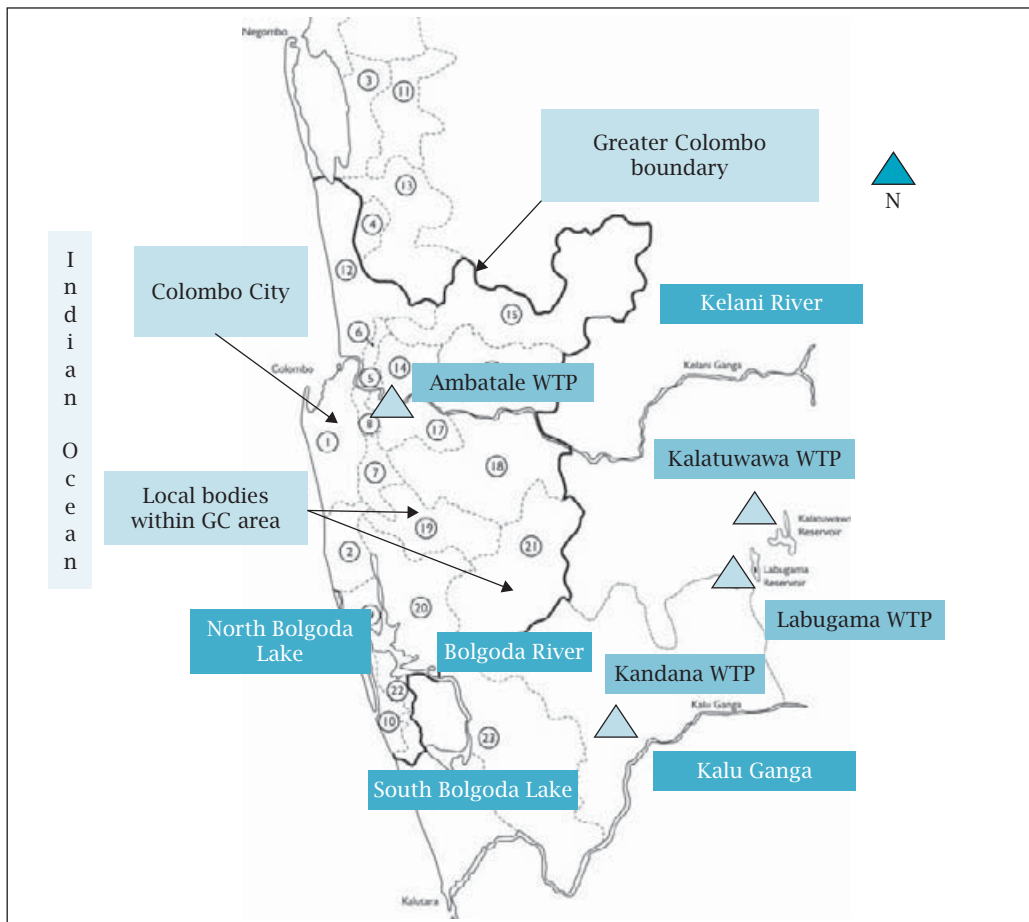 Negombo
3
11
Greater Colombo
boundary
N
13
4
Indian Ocean
12
Colombo City
15
Kelani River
6
Colombo
14
Kelani Ganga
5
Ambatale WTP
1
8
17
Kalatuwawa WTP
18
7
Local bodies
within GC area
19
21
Kalatuwawa
Reservoir
2
Labugama
Reservoir
20
North Bolgoda
Lake
Bolgoda River
Labugama WTP
Kandana WTP
22
10
Kalu Ganga
23
Kalu Ganga
South Bolgoda Lake
Kalutara